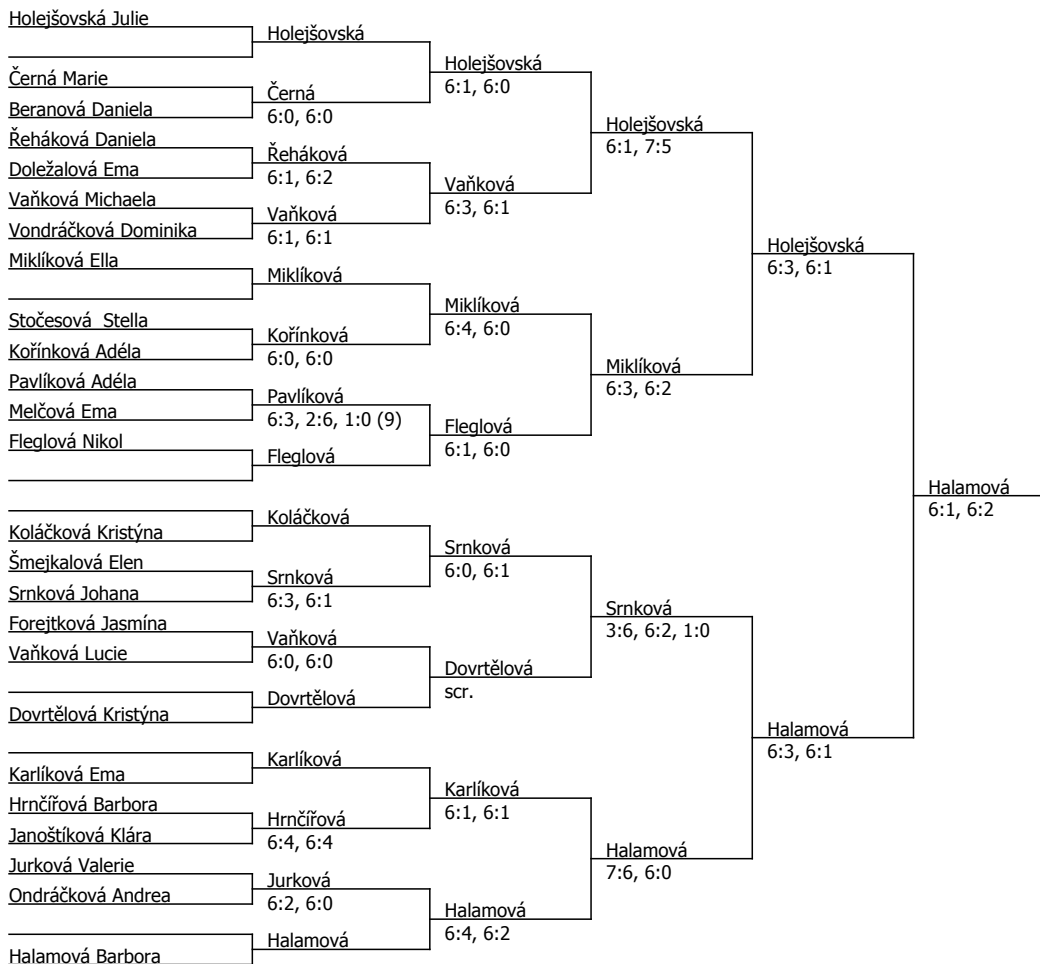 Holejšovská Julie
Holejšovská
Holejšovská
6:1, 6:0
Černá Marie
Černá
6:0, 6:0
Beranová Daniela
Holejšovská
6:1, 7:5
Řeháková Daniela
Řeháková
6:1, 6:2
Doležalová Ema
Vaňková
6:3, 6:1
Vaňková Michaela
Vaňková
6:1, 6:1
Vondráčková Dominika
Holejšovská
6:3, 6:1
Miklíková Ella
Miklíková
Miklíková
6:4, 6:0
Stočesová Stella
Kořínková
6:0, 6:0
Kořínková Adéla
Miklíková
6:3, 6:2
Pavlíková Adéla
Pavlíková
6:3, 2:6, 1:0 (9)
Melčová Ema
Fleglová
6:1, 6:0
Fleglová Nikol
Fleglová
Halamová
6:1, 6:2
Koláčková
Koláčková Kristýna
Srnková
6:0, 6:1
Šmejkalová Elen
Srnková
6:3, 6:1
Srnková Johana
Srnková
3:6, 6:2, 1:0
Forejtková Jasmína
Vaňková
6:0, 6:0
Vaňková Lucie
Dovrtělová
scr.
Dovrtělová
Dovrtělová Kristýna
Halamová
6:3, 6:1
Karlíková
Karlíková Ema
Karlíková
6:1, 6:1
Hrnčířová Barbora
Hrnčířová
6:4, 6:4
Janoštíková Klára
Halamová
7:6, 6:0
Jurková Valerie
Jurková
6:2, 6:0
Ondráčková Andrea
Halamová
6:4, 6:2
Halamová
Halamová Barbora